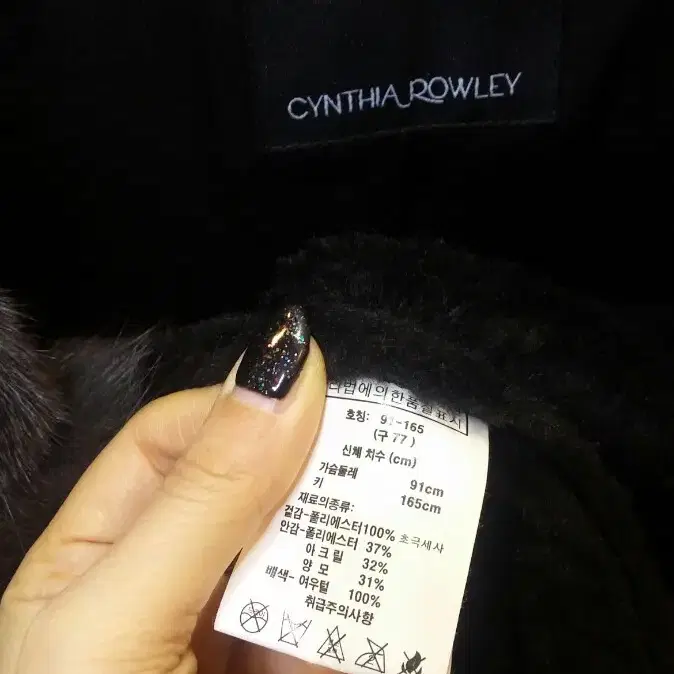 CYNTHIA ROWLEY
법에의한품질표시
호칭: 91-165
(구 77)
신체 치수 (cm)
가슴둘레 91cm
키 165cm
재료의종류:
겉감-폴리에스터100% 초극세사
안감-폴리에스터 37%
아크릴 32%
양모 31%
배색-여우털 100%
취급주의사항